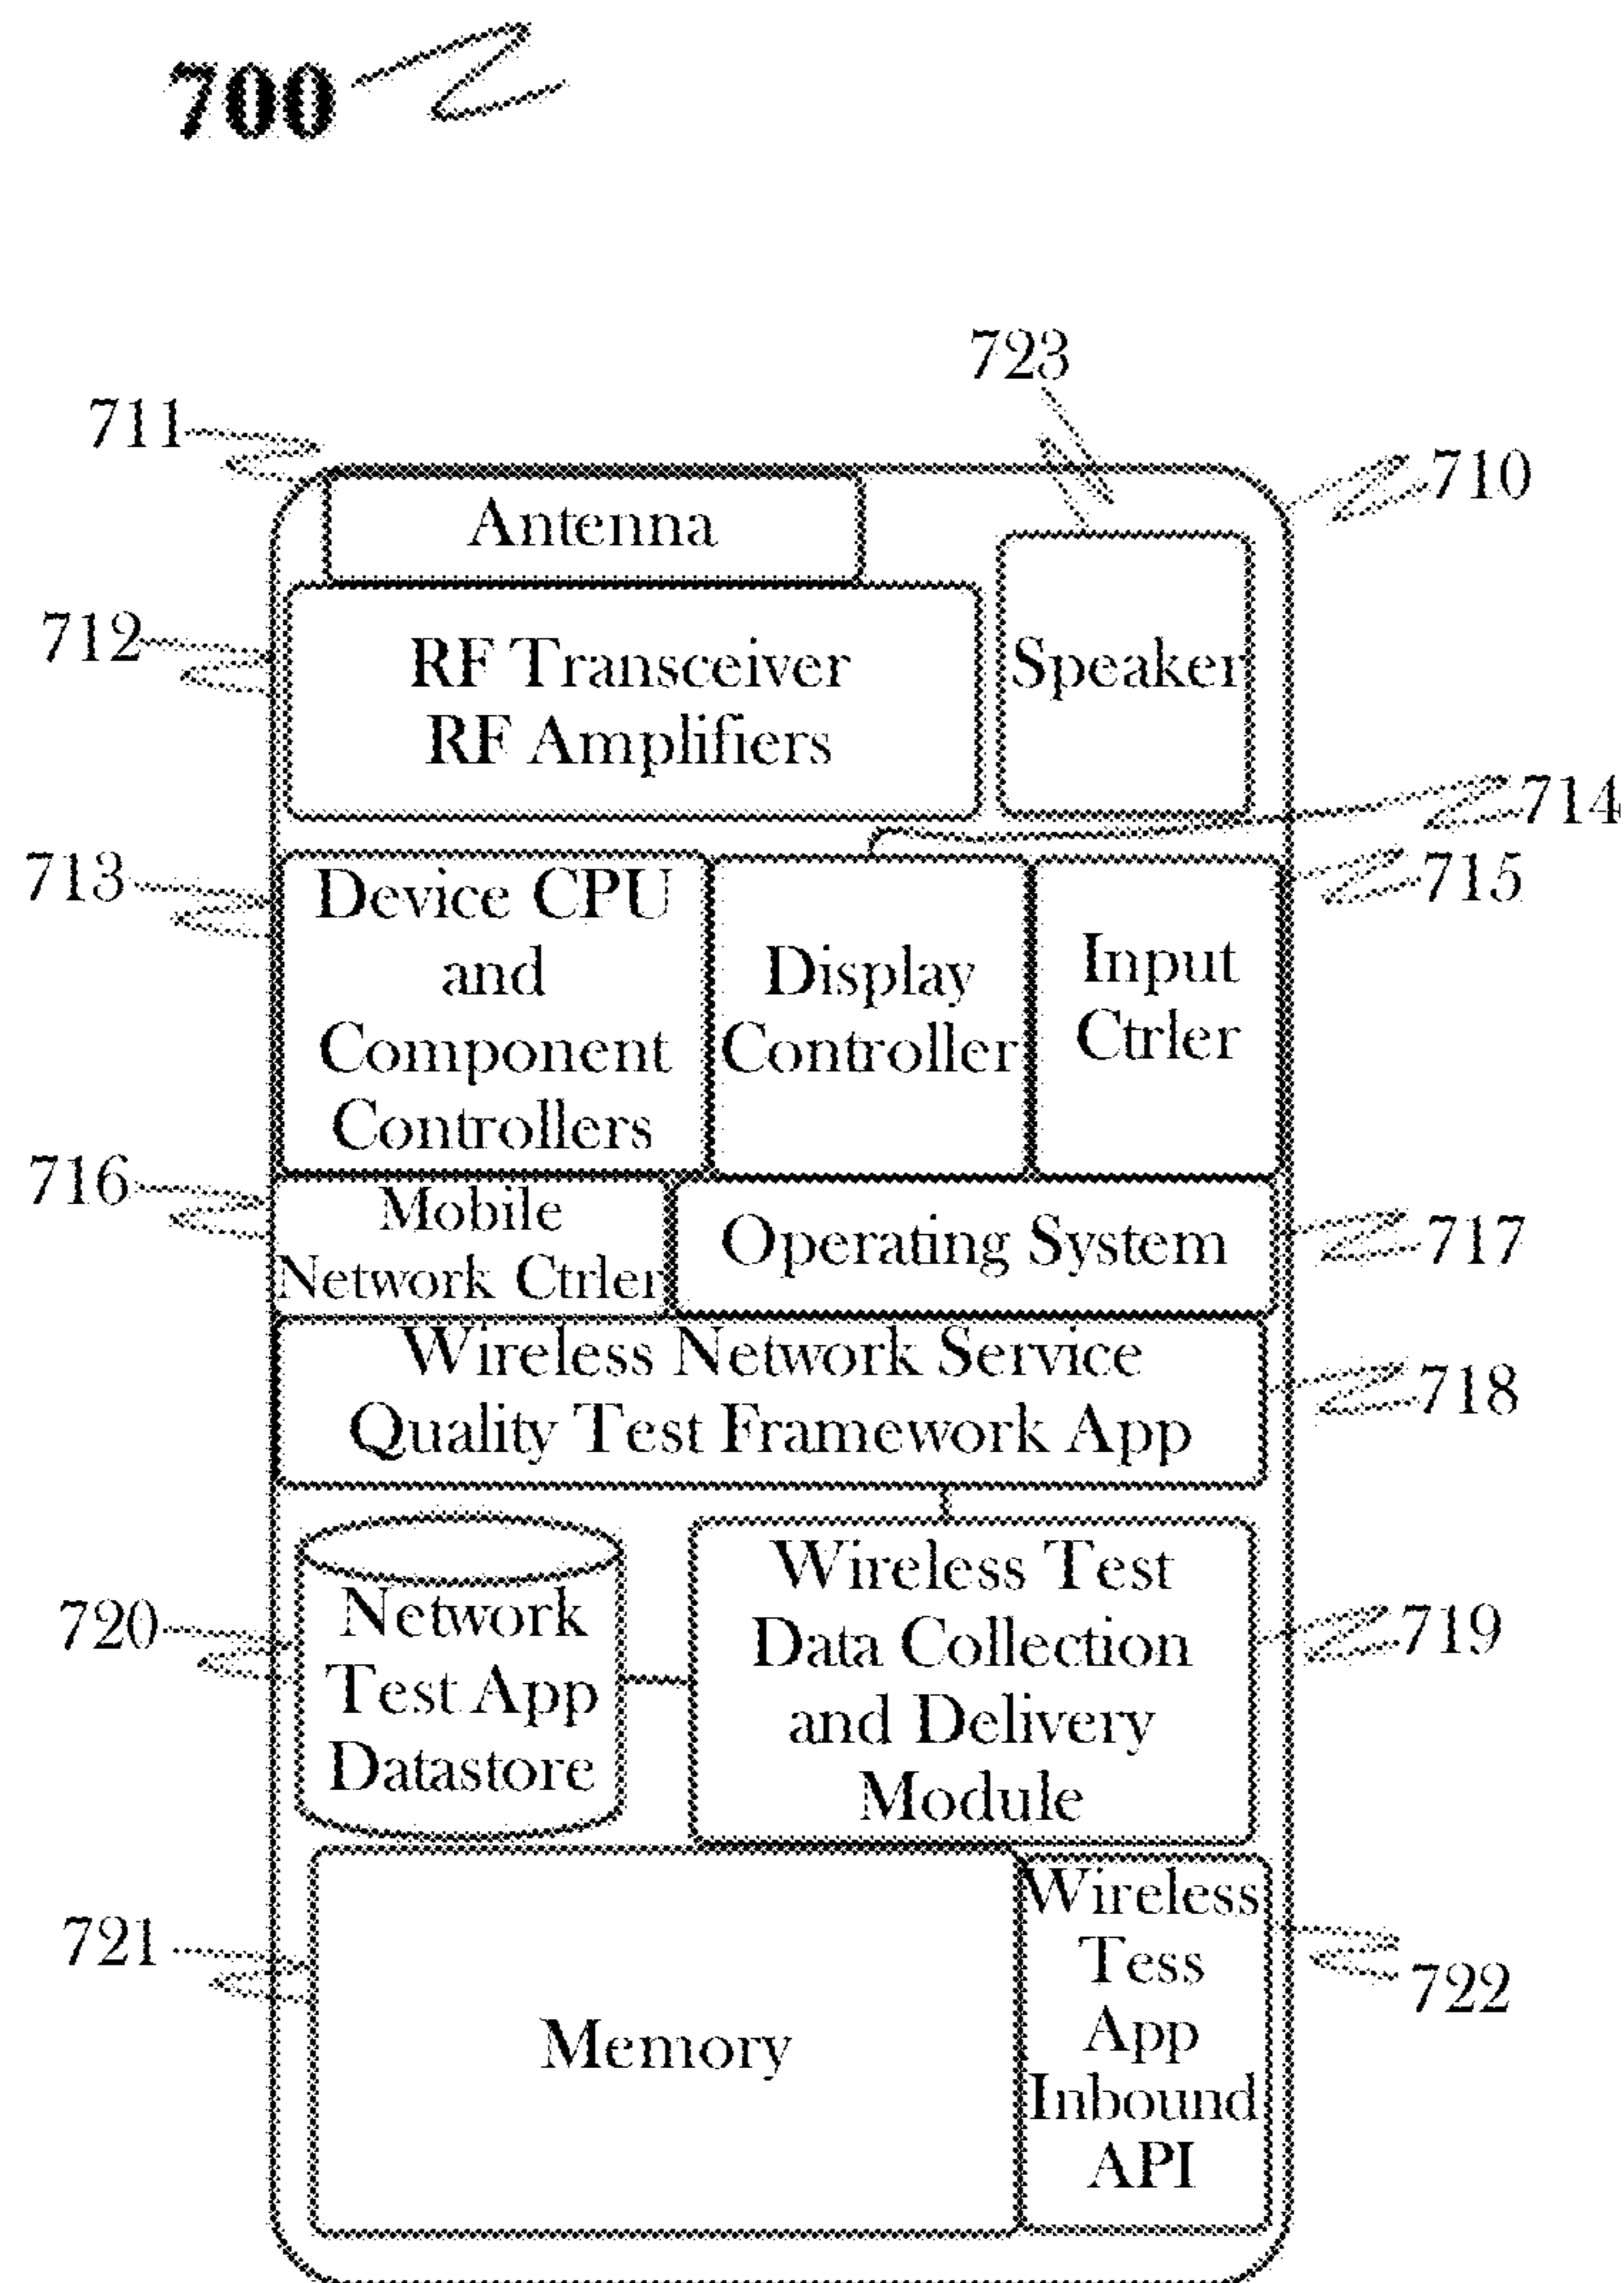 700
723
711
710
Antenna
712
RF Transceiver
RF Amplifiers
Speaker
714
713
715
Device CPU
and
Component
Controllers
Display
Controller
Input
Ctrler
716
Mobile
Network Ctrler
Operating System
717
Wireless Network Service
Quality Test Framework App
718
720
Network
Test App
Datastore
Wireless Test
Data Collection
and Delivery
Module
719
721
Memory
Wireless
Tess
App
Inbound
API
722